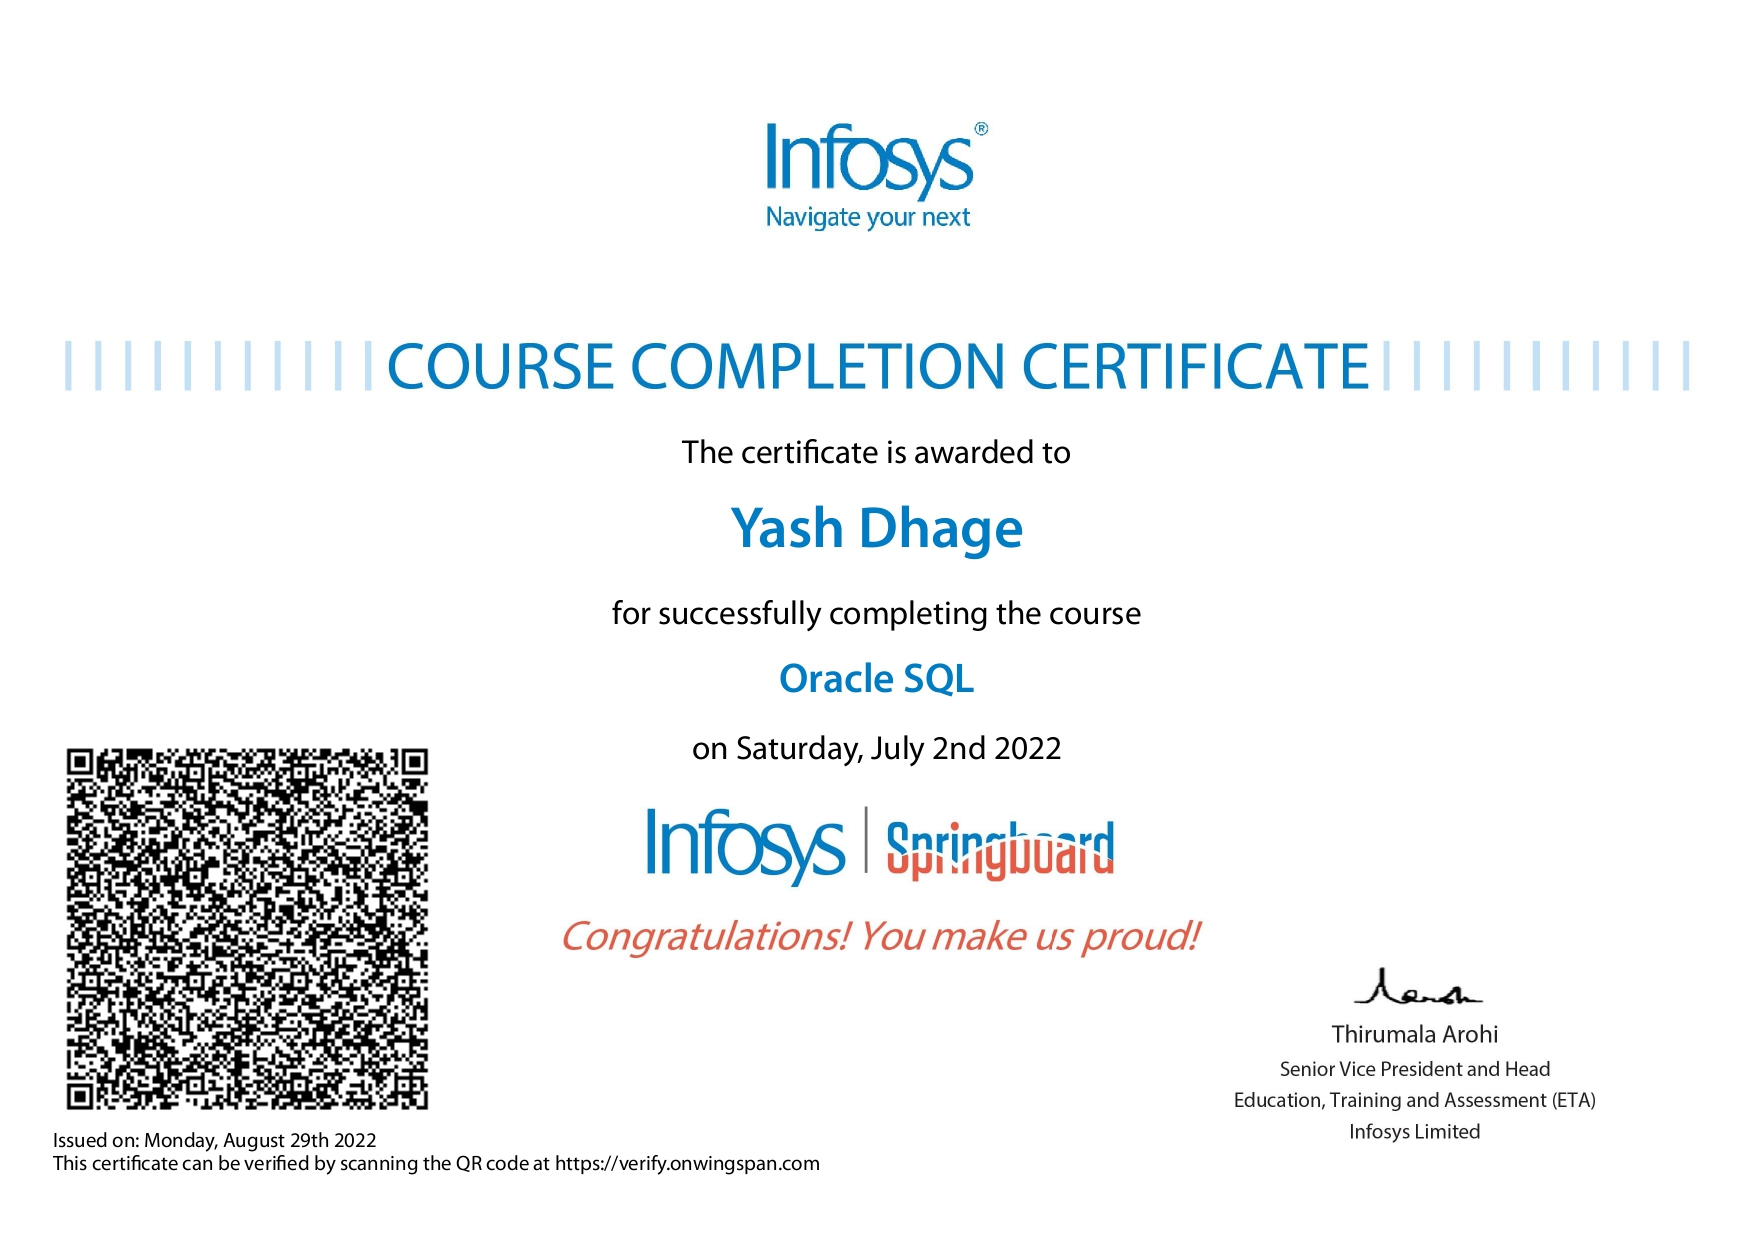 Infosys®
Navigate your next
COURSE COMPLETION CERTIFICATE
The certificate is awarded to
Yash Dhage
for successfully completing the course
Oracle SQL
on Saturday, July 2nd 2022
Infosys | Springboard
Congratulations! You make us proud!
Thirumala Arohi
Senior Vice President and Head
Education, Training and Assessment (ETA)
Infosys Limited
Issued on: Monday, August 29th 2022
This certificate can be verified by scanning the QR code at https://verify.onwingspan.com